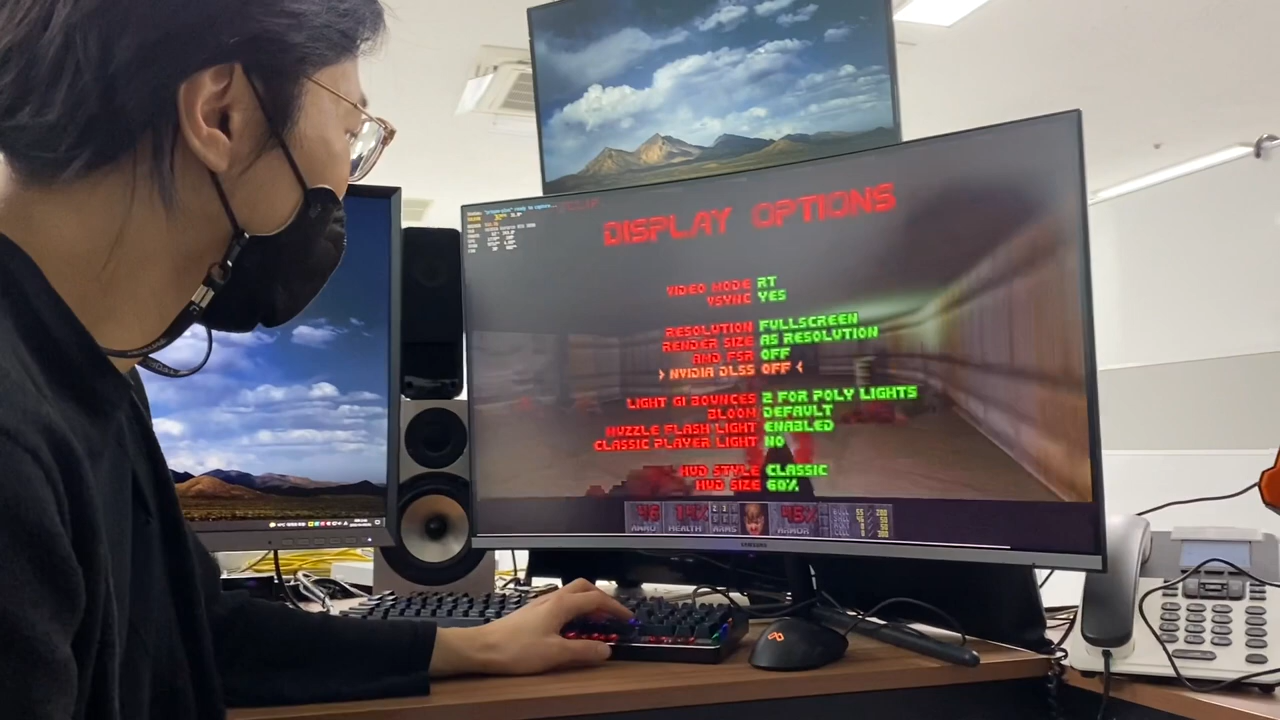 DISPLAY OPTIONS
VIDEO MODE RT
VSYNC YES
RESOLUTION FULLSCREEN
RENDER SIZE AS RESOLUTION
AMD FSR OFF
> NVIDIA DLSS OFF <
LIGHT GI BOUNCES 2 FOR POLY LIGHTS
BLOOM DEFAULT
MUZZLE FLASH LIGHT ENABLED
CLASSIC PLAYER LIGHT NO
HUD STYLE CLASSIC
HUD SIZE 60%
AMMO HEALTH ARMS ARMOR
SAMSUNG